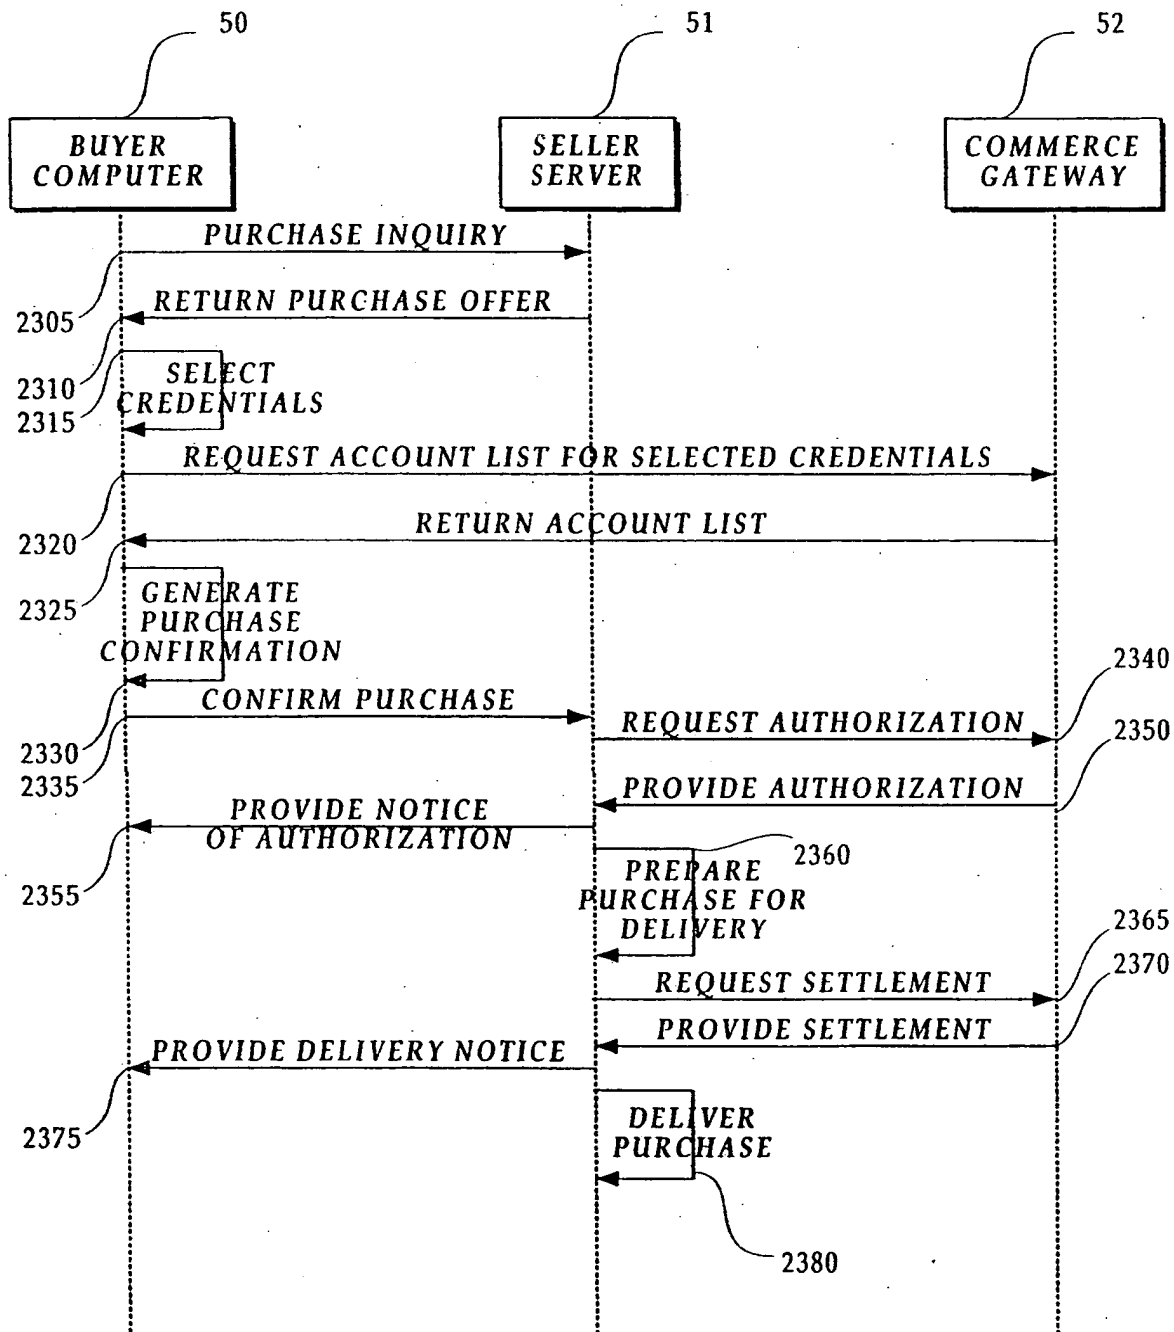 50
51
52
BUYER
COMPUTER
SELLER
SERVER
COMMERCE
GATEWAY
PURCHASE INQUIRY
2305
RETURN PURCHASE OFFER
2310
SELECT
CREDENTIALS
2315
REQUEST ACCOUNT LIST FOR SELECTED CREDENTIALS
2320
RETURN ACCOUNT LIST
2325
GENERATE
PURCHASE
CONFIRMATION
2330
CONFIRM PURCHASE
2335
REQUEST AUTHORIZATION
2340
PROVIDE AUTHORIZATION
2350
PROVIDE NOTICE
OF AUTHORIZATION
2355
PREPARE
PURCHASE FOR
DELIVERY
2360
REQUEST SETTLEMENT
2365
PROVIDE SETTLEMENT
2370
PROVIDE DELIVERY NOTICE
2375
DELIVER
PURCHASE
2380